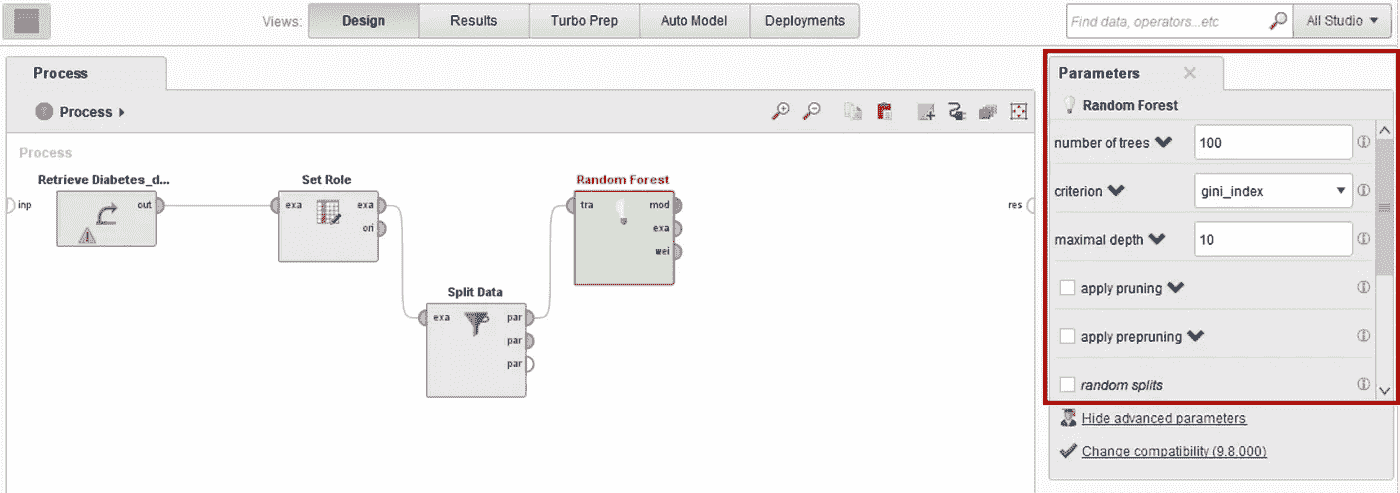 Views: Design Results Turbo Prep Auto Model Deployments Find data, operators...etc All Studio
Process
Process
Process
Retrieve Diabetes_d...
inp
out
Set Role
exa exa
ori
Split Data
exa par
par
par
Random Forest
tra mod
exa
wei
res
Parameters
Random Forest
number of trees 100
criterion gini_index
maximal depth 10
apply pruning
apply prepruning
random splits
Hide advanced parameters
Change compatibility (9.8.000)